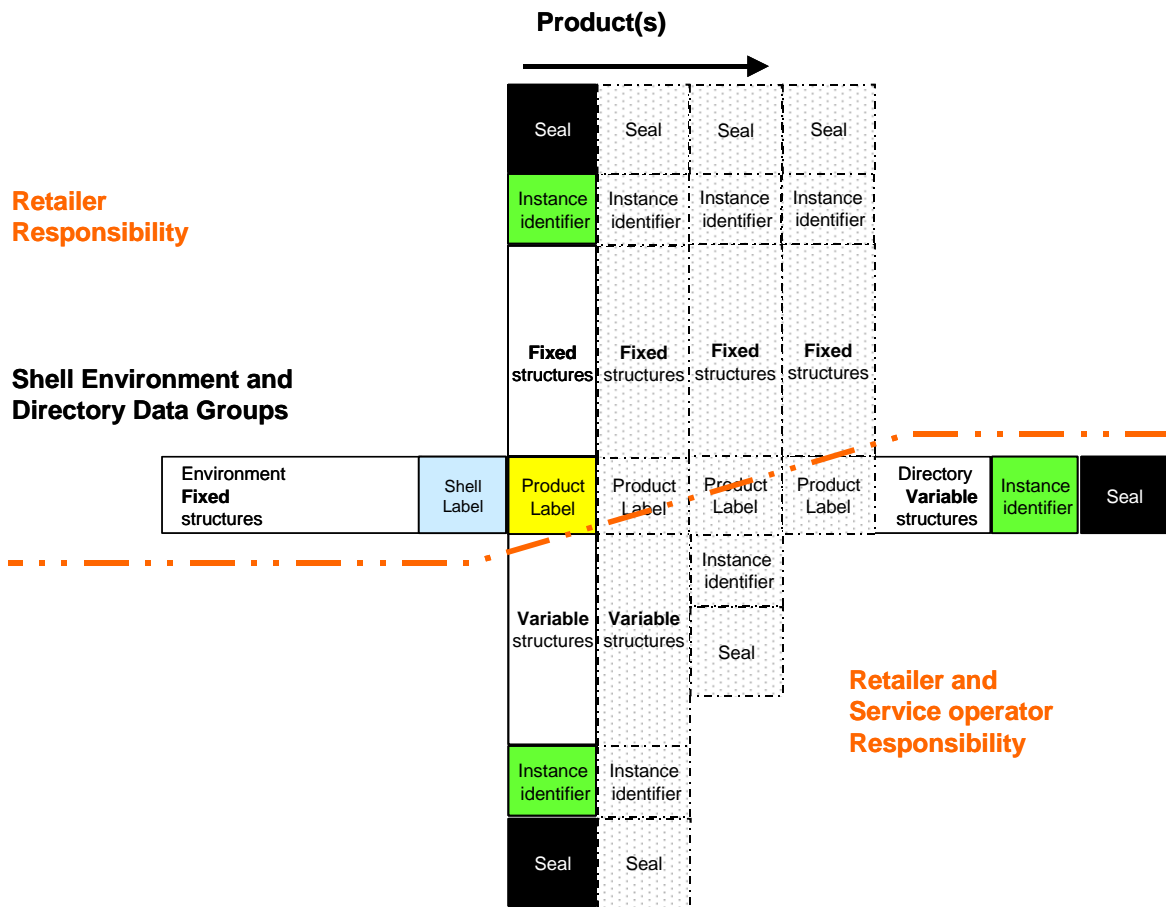 Product(s)
Seal Seal Seal Seal
Retailer
Responsibility
Instance Instance Instance Instance
identifier identifier identifier identifier
Fixed Fixed Fixed Fixed
structures structures structures structures
Shell Environment and
Directory Data Groups
Environment
Fixed
structures
Shell
Label
Product
Label
Product
Label
Product
Label
Product
Label
Directory
Variable
structures
Instance
identifier
Seal
Instance
identifier
Variable Variable
structures structures
Seal
Retailer and
Service operator
Responsibility
Instance Instance
identifier identifier
Seal Seal